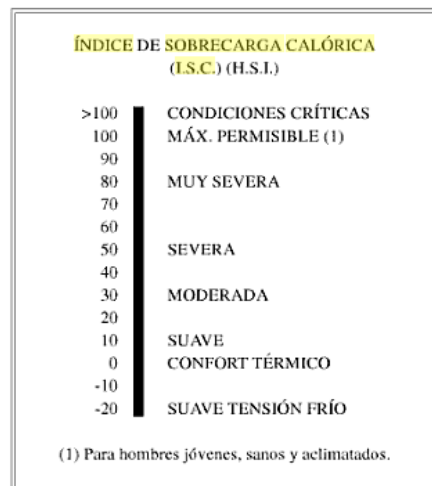 ÍNDICE DE SOBRECARGA CALÓRICA
(I.S.C.) (H.S.I.)
>100 CONDICIONES CRÍTICAS
100 MÁX. PERMISIBLE (1)
90
80 MUY SEVERA
70
60
50 SEVERA
40
30 MODERADA
20
10 SUAVE
0 CONFORT TÉRMICO
-10
-20 SUAVE TENSIÓN FRÍO
(1) Para hombres jóvenes, sanos y aclimatados.